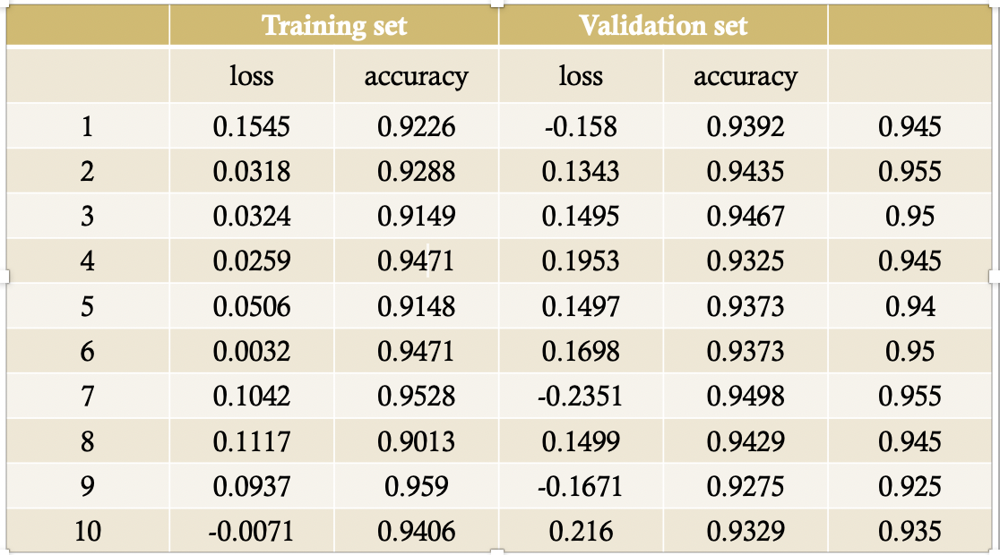 Training set Validation set
loss accuracy loss accuracy
1 0.1545 0.9226 -0.158 0.9392 0.945
2 0.0318 0.9288 0.1343 0.9435 0.955
3 0.0324 0.9149 0.1495 0.9467 0.95
4 0.0259 0.9471 0.1953 0.9325 0.945
5 0.0506 0.9148 0.1497 0.9373 0.94
6 0.0032 0.9471 0.1698 0.9373 0.95
7 0.1042 0.9528 -0.2351 0.9498 0.955
8 0.1117 0.9013 0.1499 0.9429 0.945
9 0.0937 0.959 -0.1671 0.9275 0.925
10 -0.0071 0.9406 0.216 0.9329 0.935